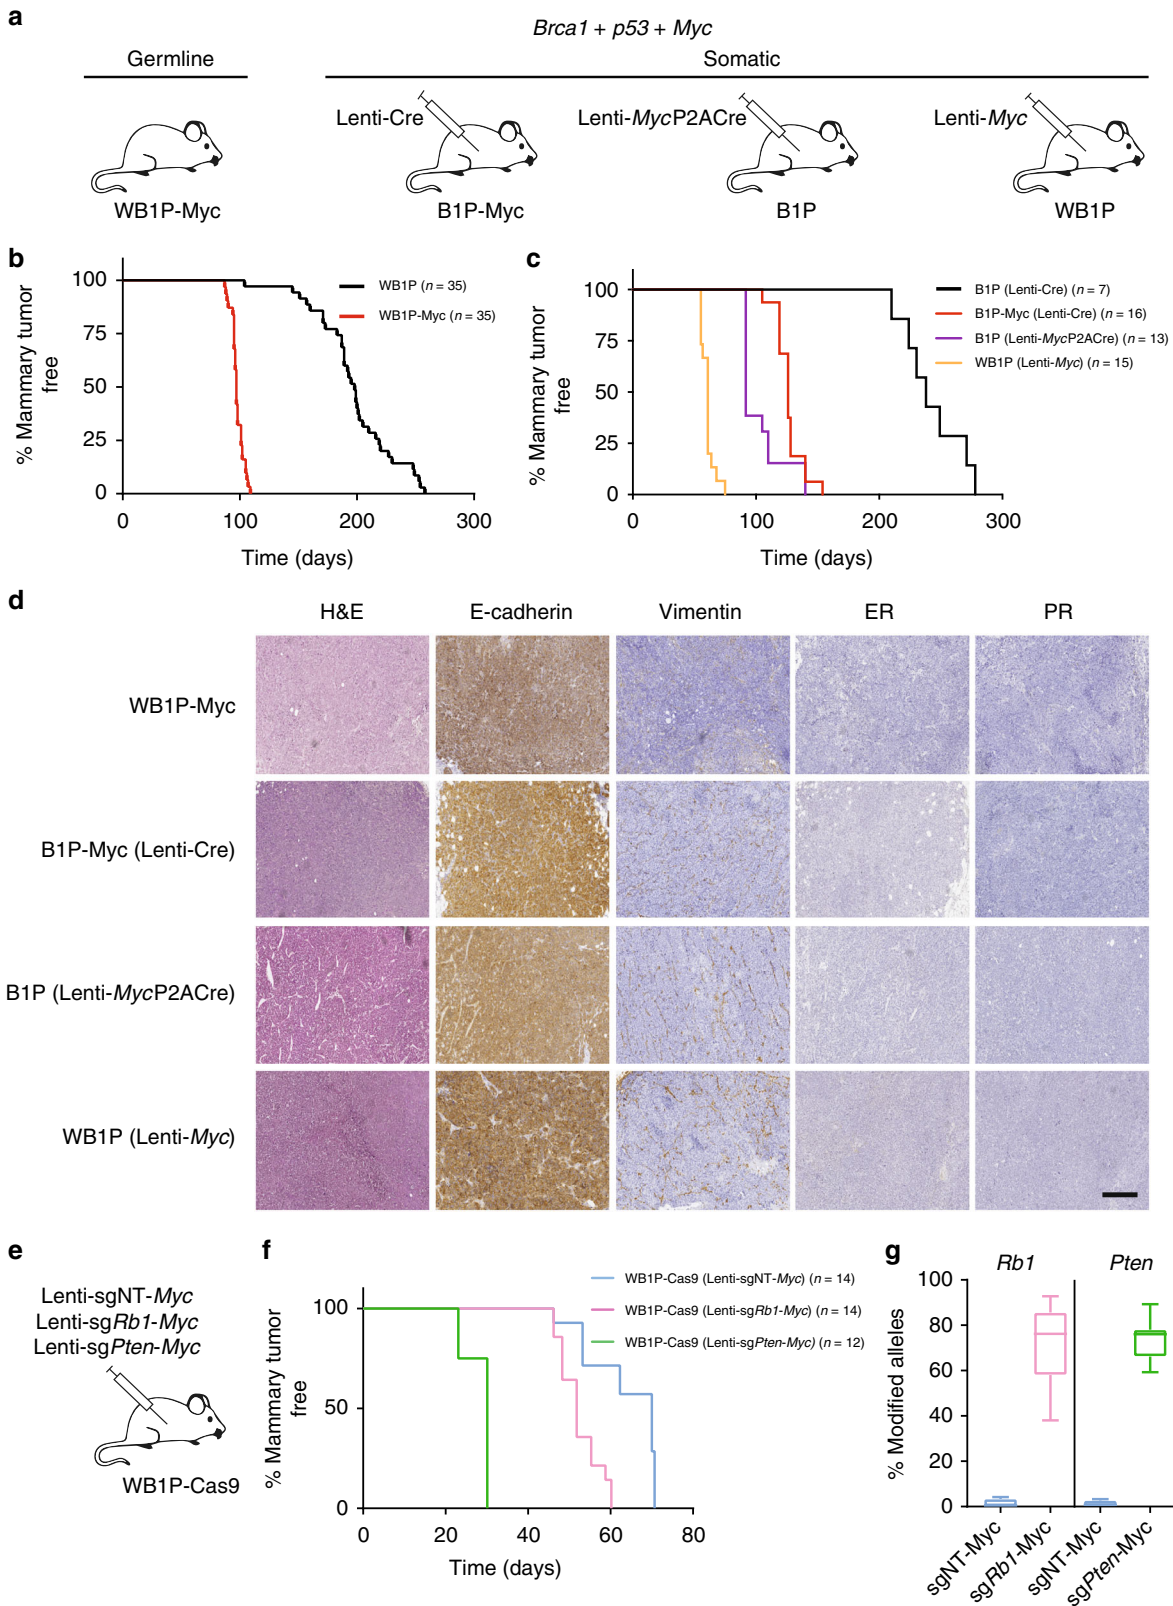 a
Brca1 + p53 + Myc
Germline
Somatic
Lenti-Cre
Lenti-MycP2ACre
Lenti-Myc
WB1P-Myc
B1P-Myc
B1P
WB1P
b
% Mammary tumor
free
100
75
50
25
0
0
100
200
300
Time (days)
WB1P (n = 35)
WB1P-Myc (n = 35)
c
% Mammary tumor
free
100
75
50
25
0
0
100
200
300
Time (days)
B1P (Lenti-Cre) (n = 7)
B1P-Myc (Lenti-Cre) (n = 16)
B1P (Lenti-MycP2ACre) (n = 13)
WB1P (Lenti-Myc) (n = 15)
d
H&E
E-cadherin
Vimentin
ER
PR
WB1P-Myc
B1P-Myc (Lenti-Cre)
B1P (Lenti-MycP2ACre)
WB1P (Lenti-Myc)
e
Lenti-sgNT-Myc
Lenti-sgRb1-Myc
Lenti-sgPten-Myc
WB1P-Cas9
f
% Mammary tumor
free
100
50
0
0
20
40
60
80
Time (days)
WB1P-Cas9 (Lenti-sgNT-Myc) (n = 14)
WB1P-Cas9 (Lenti-sgRb1-Myc) (n = 14)
WB1P-Cas9 (Lenti-sgPten-Myc) (n = 12)
g
Rb1
Pten
% Modified alleles
100
80
60
40
20
0
sgNT-Myc
sgRb1-Myc
sgNT-Myc
sgPten-Myc